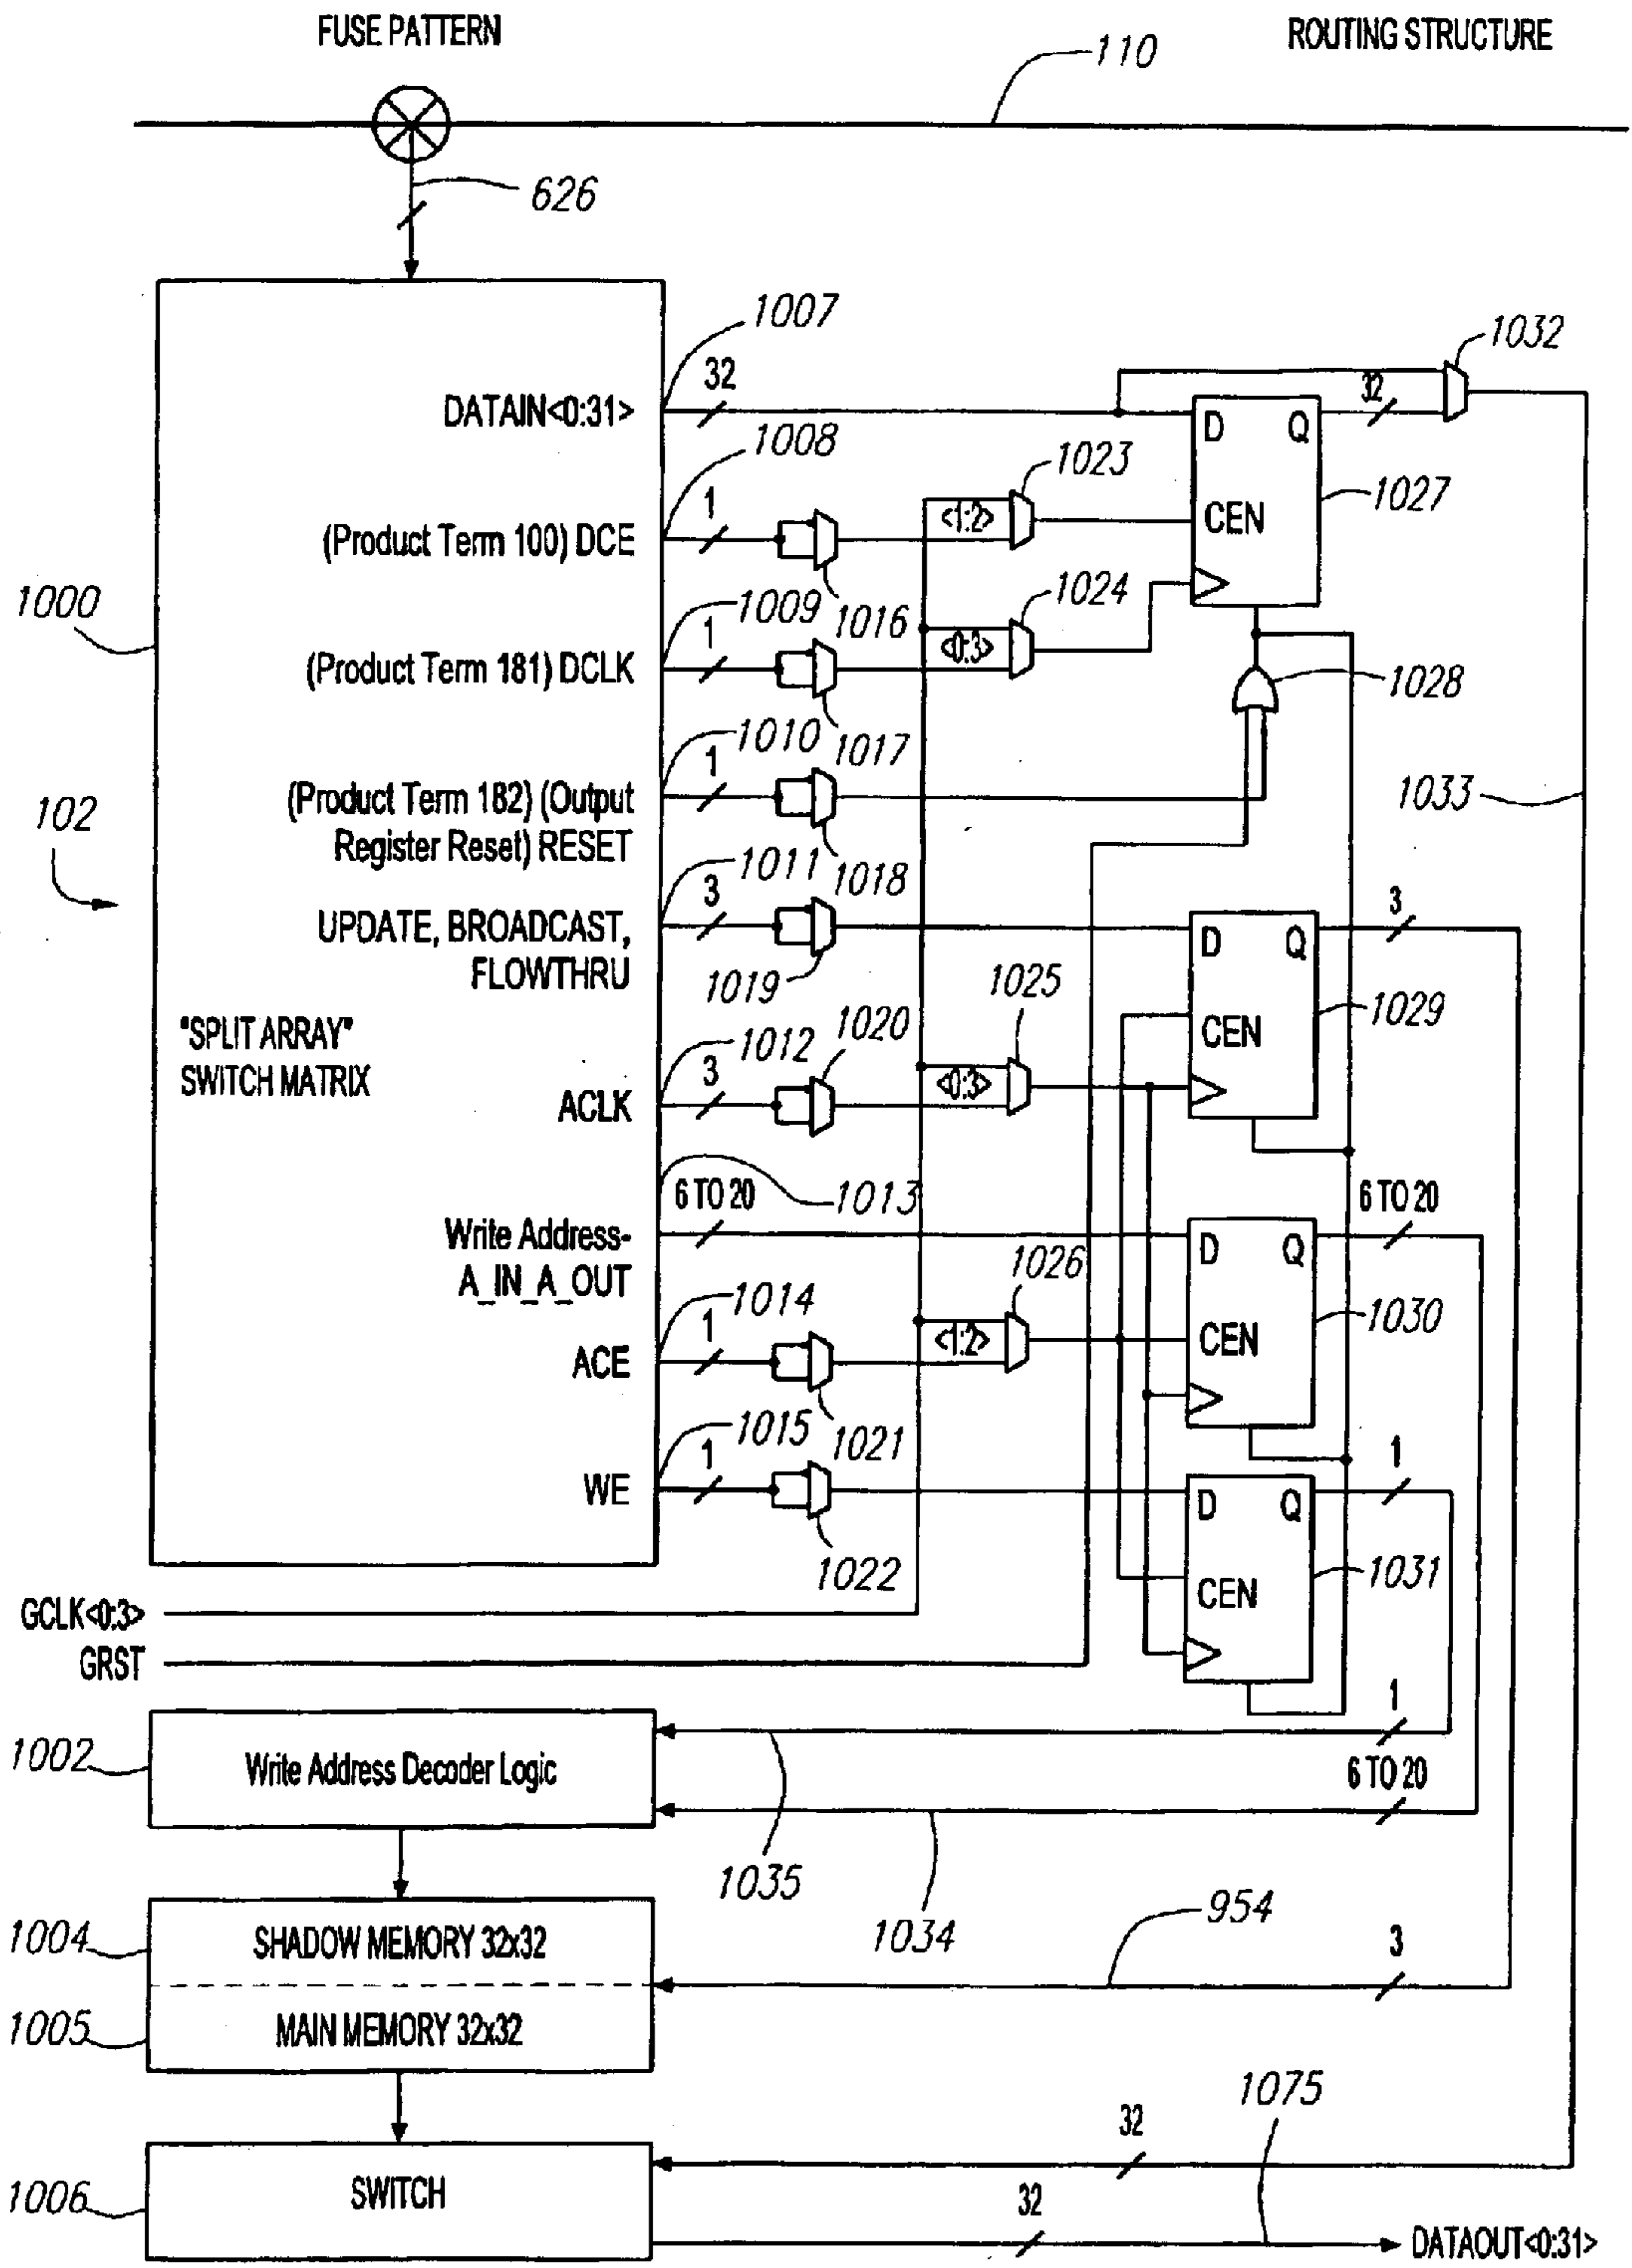 FUSE PATTERN
ROUTING STRUCTURE
110
626
1007
1032
32
32
DATAIN<0:31>
D Q
1008
1023
1027
1
<1:2>
CEN
(Product Term 100) DCE
1000
1009
1016
1024
1
<0:3>
(Product Term 181) DCLK
1028
1010
1017
1
1033
102
(Product Term 182) (Output
Register Reset) RESET
1011
1018
3
3
UPDATE, BROADCAST,
FLOWTHRU
D Q
1019
1025
1029
"SPLIT ARRAY"
SWITCH MATRIX
1012
1020
CEN
3
<0:3>
ACLK
6 TO 20
1013
6 TO 20
Write Address-
A_IN_A_OUT
D Q
1026
1014
1030
1
<1:2>
CEN
ACE
1015
1021
1
1
WE
D Q
1022
1031
CEN
GCLK<0:3>
GRST
1
1002
Write Address Decoder Logic
6 TO 20
1035
1034
954
1004
SHADOW MEMORY 32x32
3
1005
MAIN MEMORY 32x32
1075
32
1006
SWITCH
32
DATAOUT<0:31>